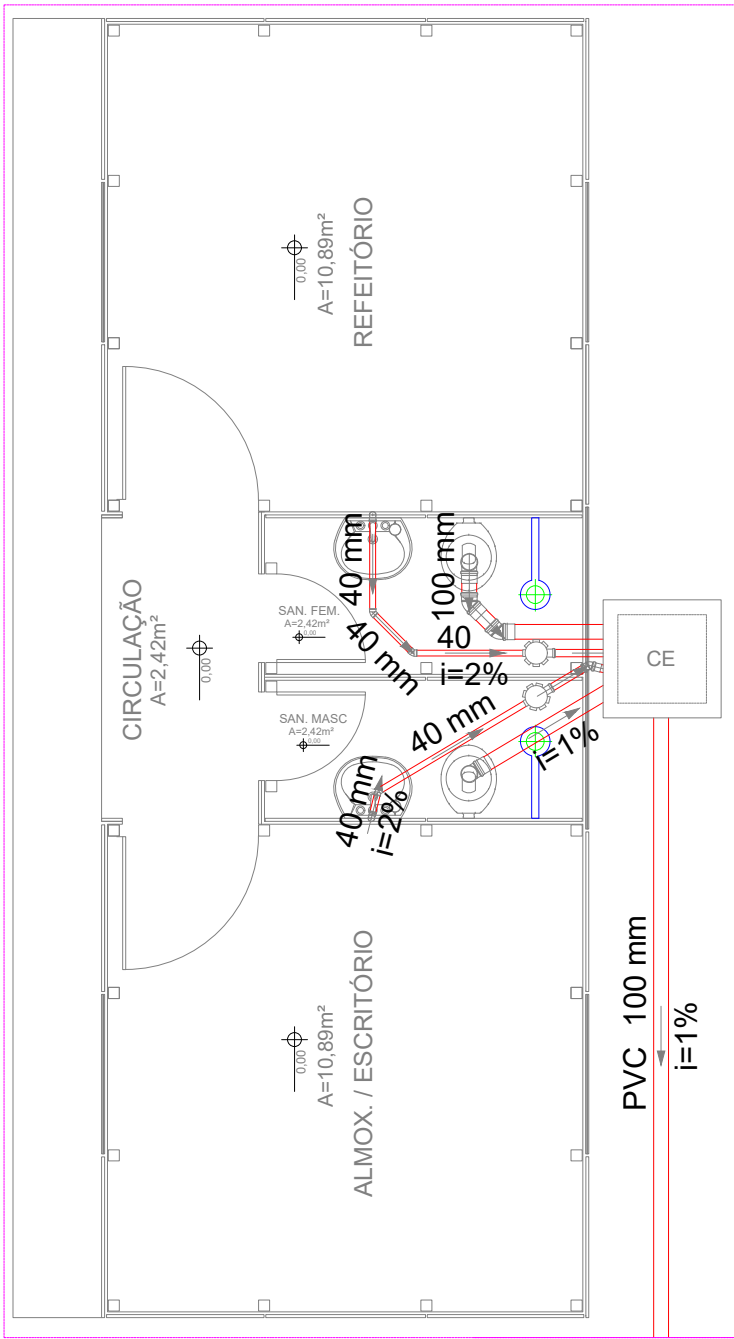 REFEITÓRIO
A=10,89m²
0,00
CIRCULAÇÃO
A=2,42m²
0,00
SAN. FEM.
A=2,42m²
0,00
SAN. MASC
A=2,42m²
0,00
ALMOX. / ESCRITÓRIO
A=10,89m²
0,00
40 mm
40 mm
100 mm
40
i=2%
40 mm
40 mm
i=2%
i=1%
CE
PVC 100 mm
i=1%